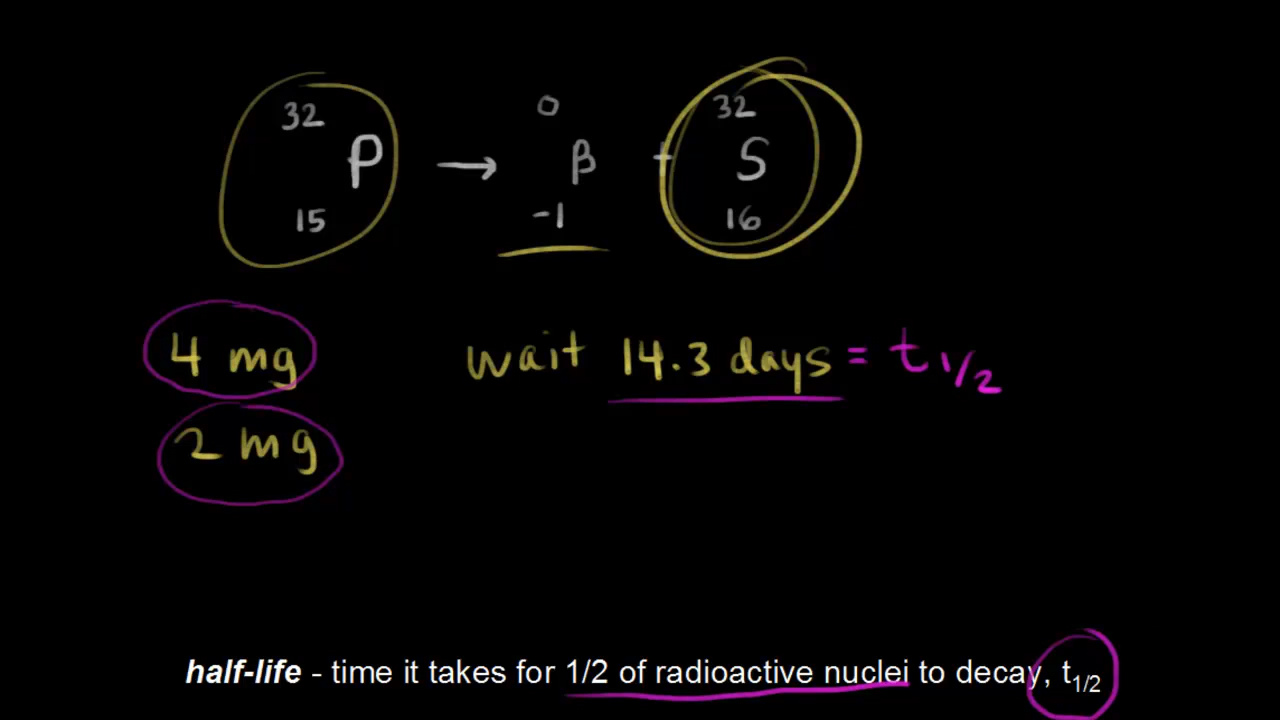 32 0 32
P → β + S
15 -1 16
4 mg wait 14.3 days = t 1/2
2 mg
half-life - time it takes for 1/2 of radioactive nuclei to decay, t1/2